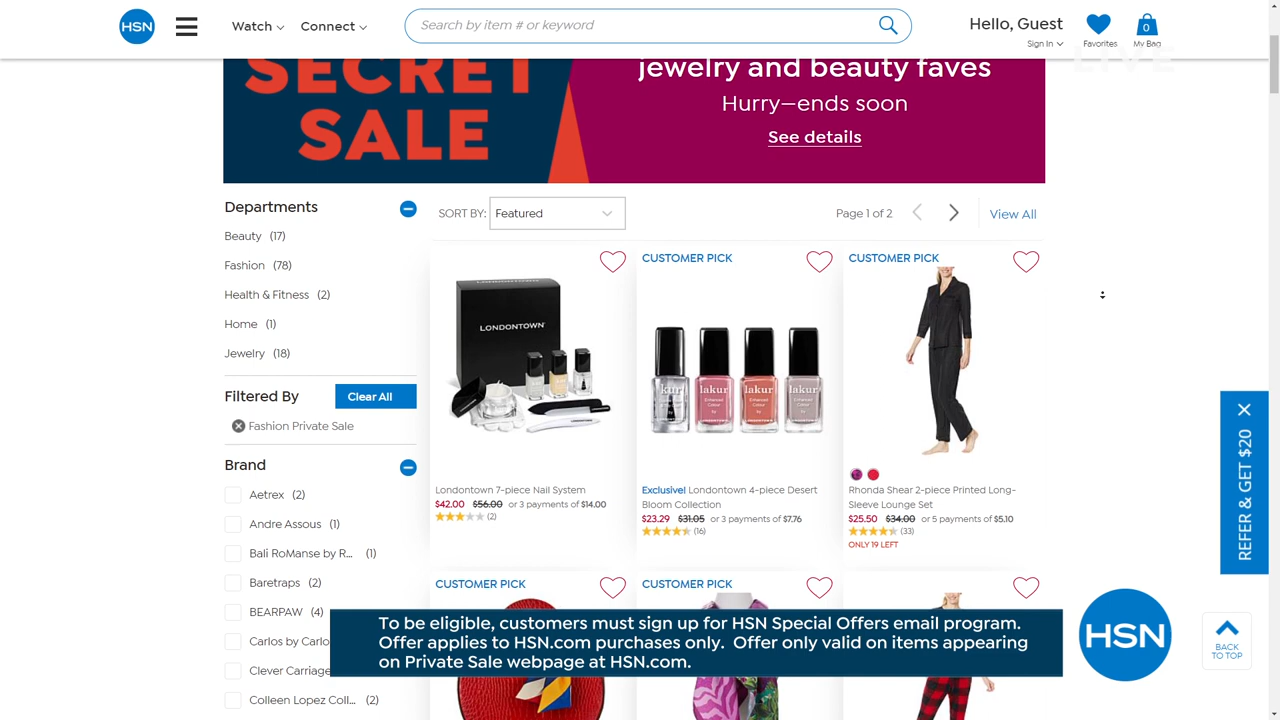 HSN
Watch
Connect
Search by item # or keyword
Hello, Guest
Sign In
Favorites
0
My Bag
LIVE
SECRET
SALE
jewelry and beauty faves
Hurry—ends soon
See details
Departments
Beauty (17)
Fashion (78)
Health & Fitness (2)
Home (1)
Jewelry (18)
Filtered By
Clear All
Fashion Private Sale
Brand
Aetrex (2)
Andre Assous (1)
Bali RoManse by R... (1)
Baretraps (2)
BEARPAW (4)
Carlos by Carlo
Clever Carriage
Colleen Lopez Coll... (2)
SORT BY: Featured
Page 1 of 2
View All
LONDONTOWN
Londontown 7-piece Nail System
$42.00 $56.00 or 3 payments of $14.00
(2)
CUSTOMER PICK
kur
lakur
lakur
lakur
Exclusive! Londontown 4-piece Desert
Bloom Collection
$23.29 $31.05 or 3 payments of $7.76
(16)
CUSTOMER PICK
Rhonda Shear 2-piece Printed Long-
Sleeve Lounge Set
$25.50 $34.00 or 5 payments of $5.10
(33)
ONLY 19 LEFT
CUSTOMER PICK
CUSTOMER PICK
REFER & GET $20
To be eligible, customers must sign up for HSN Special Offers email program.
Offer applies to HSN.com purchases only. Offer only valid on items appearing
on Private Sale webpage at HSN.com.
HSN
BACK
TO TOP